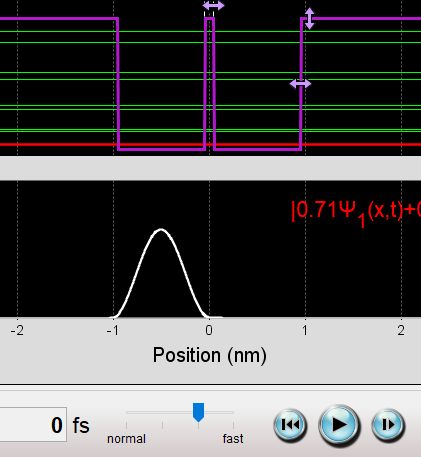 |0.71Ψ1(x,t)+
-2 -1 0 1 2
Position (nm)
0 fs
normal fast